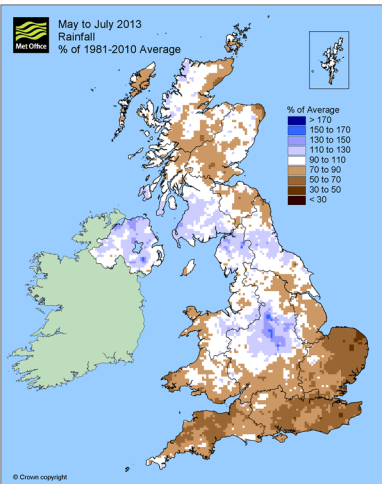 Met Office
May to July 2013
Rainfall
% of 1981-2010 Average
% of Average
> 170
150 to 170
130 to 150
110 to 130
90 to 110
70 to 90
50 to 70
30 to 50
< 30
© Crown copyright